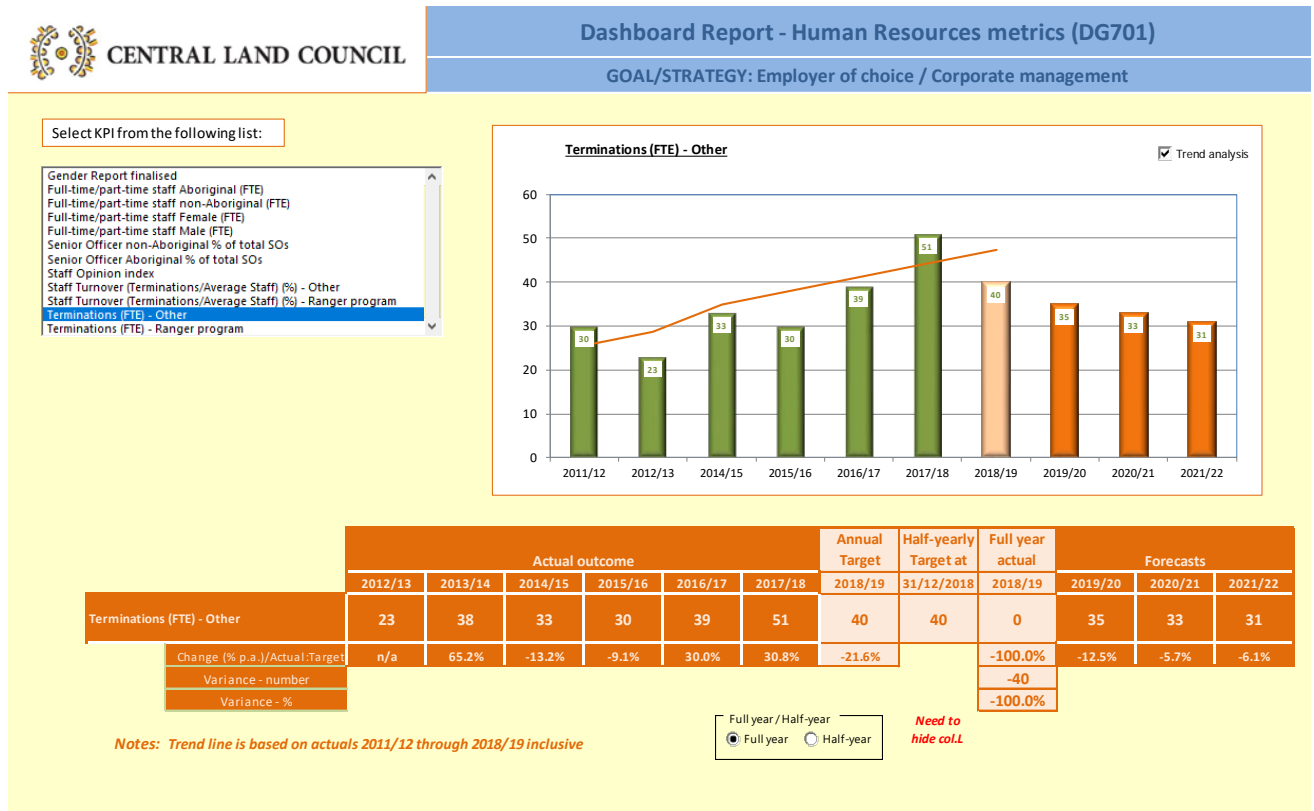 CENTRAL LAND COUNCIL
Dashboard Report - Human Resources metrics (DG701)
GOAL/STRATEGY: Employer of choice / Corporate management
Select KPI from the following list:
Gender Report finalised
Full-time/part-time staff Aboriginal (FTE)
Full-time/part-time staff non-Aboriginal (FTE)
Full-time/part-time staff Female (FTE)
Full-time/part-time staff Male (FTE)
Senior Officer non-Aboriginal % of total SOs
Senior Officer Aboriginal % of total SOs
Staff Opinion index
Staff Turnover (Terminations/Average Staff) (%) - Other
Staff Turnover (Terminations/Average Staff) (%) - Ranger program
Terminations (FTE) - Other
Terminations (FTE) - Ranger program
Terminations (FTE) - Other
Trend analysis
60
50
40
30
20
10
0
30 23 33 30 39 51 40 35 33 31
2011/12 2012/13 2014/15 2015/16 2016/17 2017/18 2018/19 2019/20 2020/21 2021/22
Actual outcome
Annual Target
Half-yearly Target at
Full year actual
Forecasts
2012/13 2013/14 2014/15 2015/16 2016/17 2017/18 2018/19 31/12/2018 2018/19 2019/20 2020/21 2021/22
Terminations (FTE) - Other 23 38 33 30 39 51 40 40 0 35 33 31
Change (% p.a.)/Actual:Target n/a 65.2% -13.2% -9.1% 30.0% 30.8% -21.6% -100.0% -12.5% -5.7% -6.1%
Variance - number -40
Variance - % -100.0%
Notes: Trend line is based on actuals 2011/12 through 2018/19 inclusive
Full year / Half-year
Full year Half-year
Need to
hide col.L